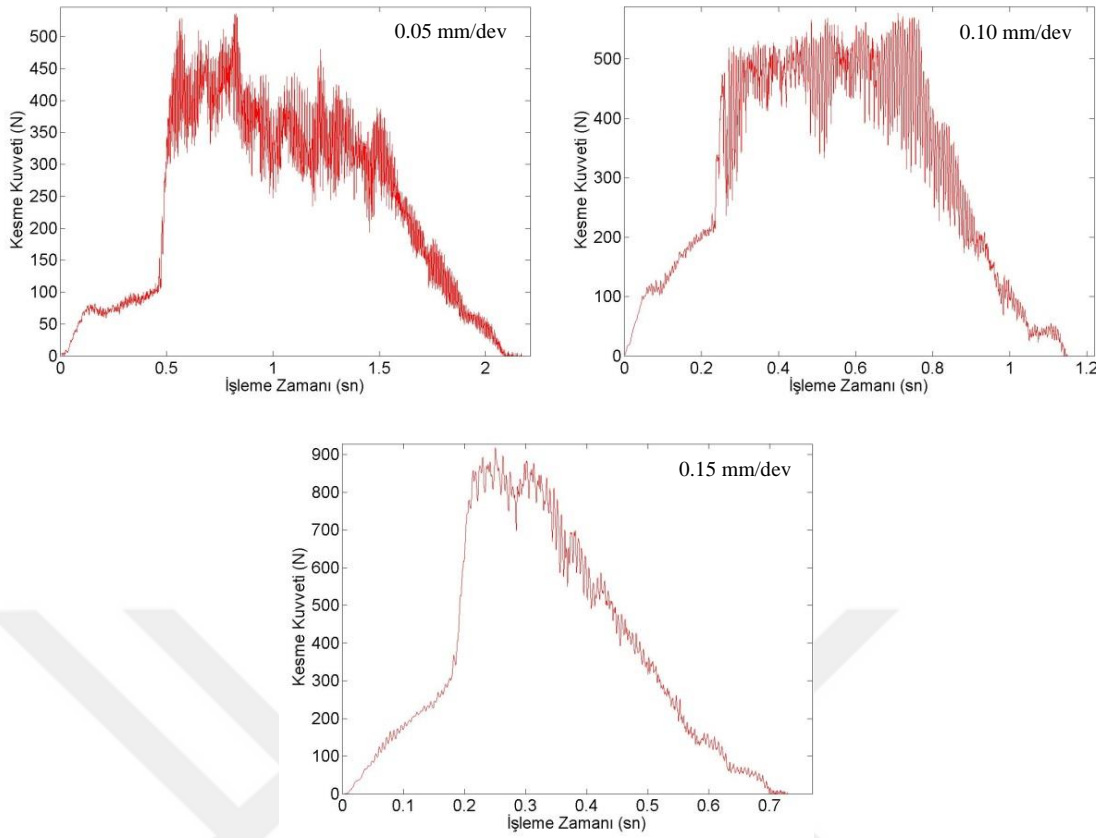 0.05 mm/dev
500
450
400
350
300
250
200
150
100
50
0
Kesme Kuvveti (N)
0 0.5 1 1.5 2
İşleme Zamanı (sn)
0.10 mm/dev
500
400
300
200
100
0
Kesme Kuvveti (N)
0 0.2 0.4 0.6 0.8 1 1.2
İşleme Zamanı (sn)
0.15 mm/dev
900
800
700
600
500
400
300
200
100
0
Kesme Kuvveti (N)
0 0.1 0.2 0.3 0.4 0.5 0.6 0.7
İşleme Zamanı (sn)